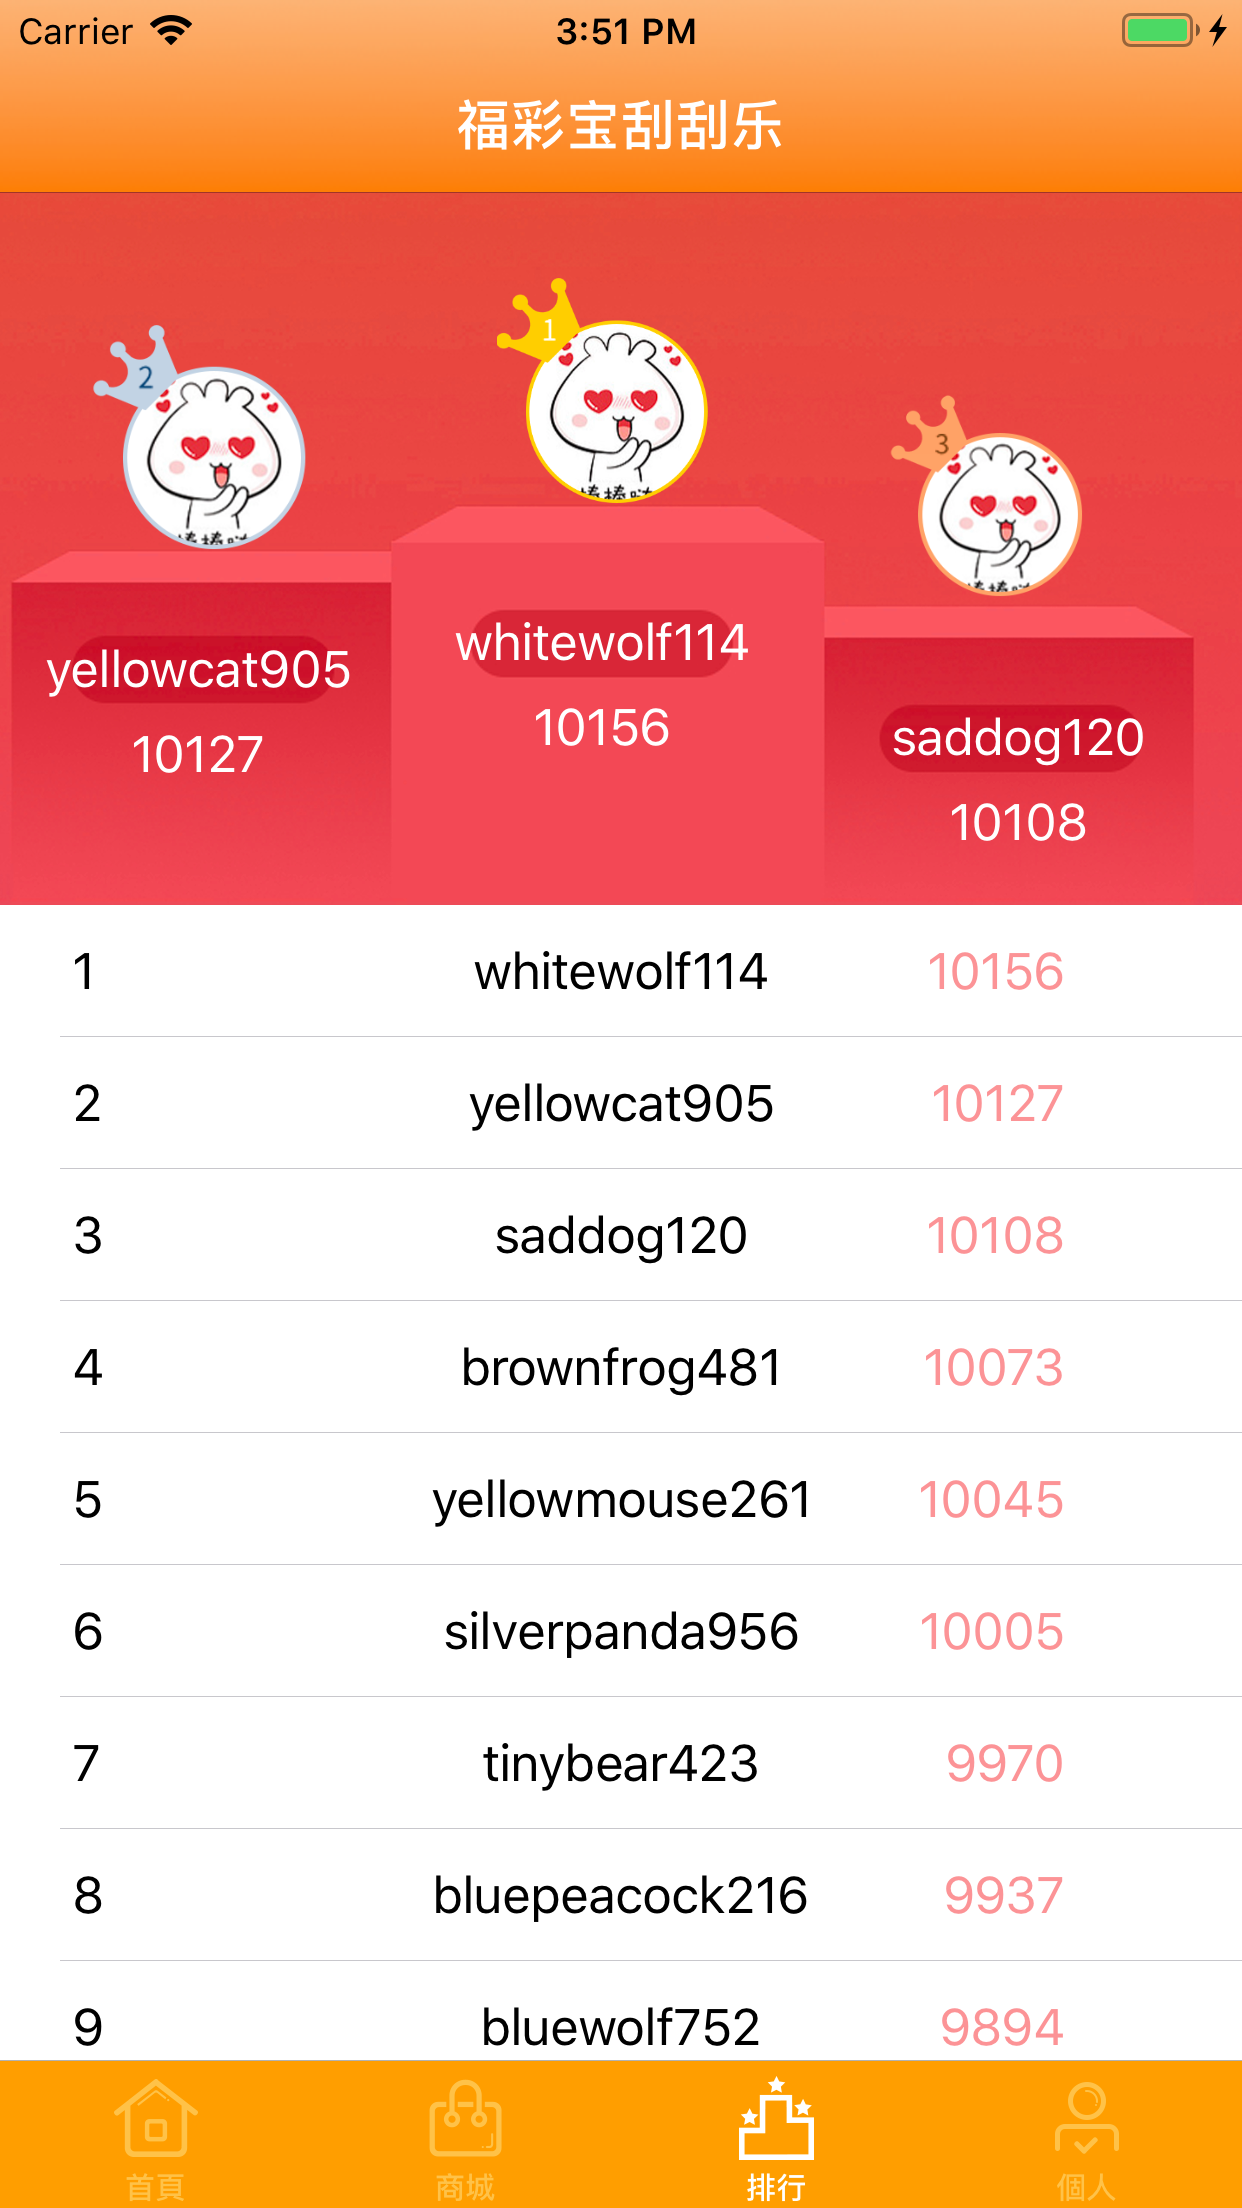 Carrier
3:51 PM
福彩宝刮刮乐
1
2
3
whitewolf114
10156
yellowcat905
10127
saddog120
10108
1 whitewolf114 10156
2 yellowcat905 10127
3 saddog120 10108
4 brownfrog481 10073
5 yellowmouse261 10045
6 silverpanda956 10005
7 tinybear423 9970
8 bluepeacock216 9937
9 bluewolf752 9894
首頁 商城 排行 個人